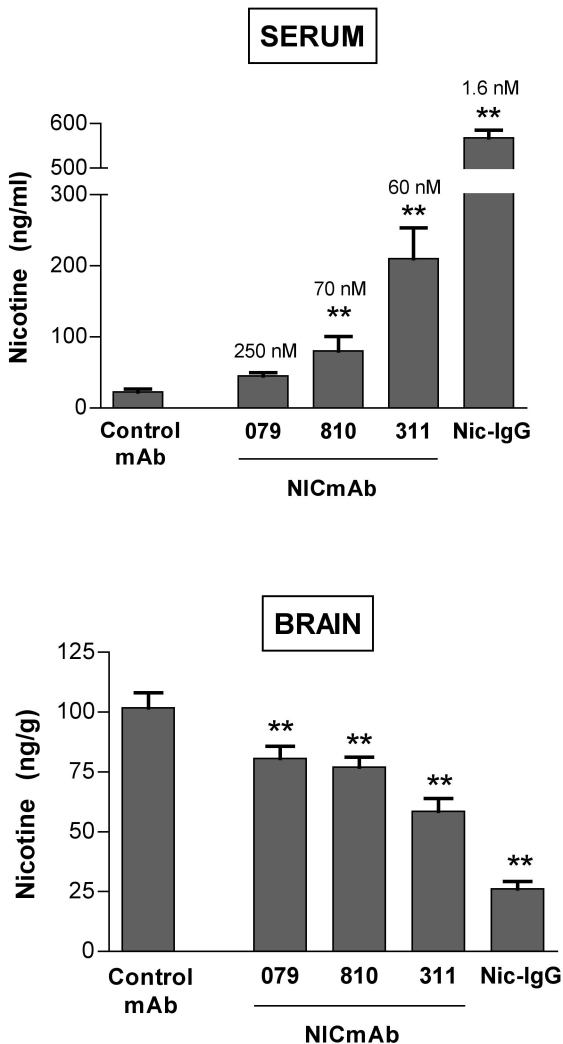 SERUM
1.6 nM
**
600
500
60 nM
**
300
Nicotine (ng/ml)
200
70 nM
**
100
250 nM
0
Control 079 810 311 Nic-IgG
mAb
NICmAb
BRAIN
125
100
**
**
75
**
Nicotine (ng/g)
50
**
25
0
Control 079 810 311 Nic-IgG
mAb
NICmAb